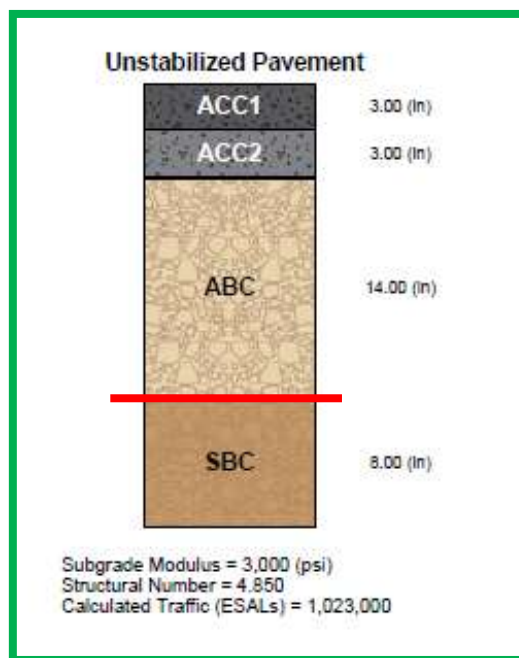 Unstabilized Pavement
ACC1 3.00 (in)
ACC2 3.00 (in)
ABC 14.00 (in)
SBC 8.00 (in)
Subgrade Modulus = 3,000 (psi)
Structural Number = 4.850
Calculated Traffic (ESALs) = 1,023,000